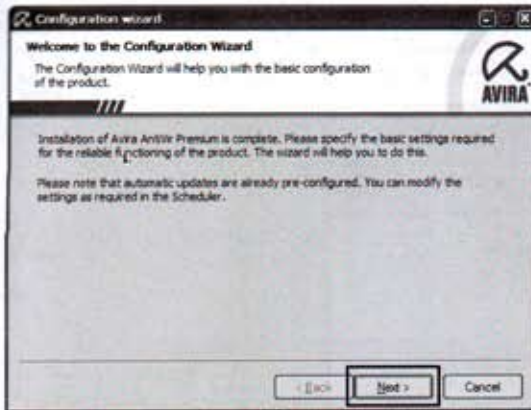 Configuration wizard
Welcome to the Configuration Wizard
The Configuration Wizard will help you with the basic configuration
of the product.
AVIRA
Installation of Avira AntiVir Premium is complete. Please specify the basic settings required
for the reliable functioning of the product. The wizard will help you to do this.
Please note that automatic updates are already pre-configured. You can modify the
settings as required in the Scheduler.
< Back
Next >
Cancel